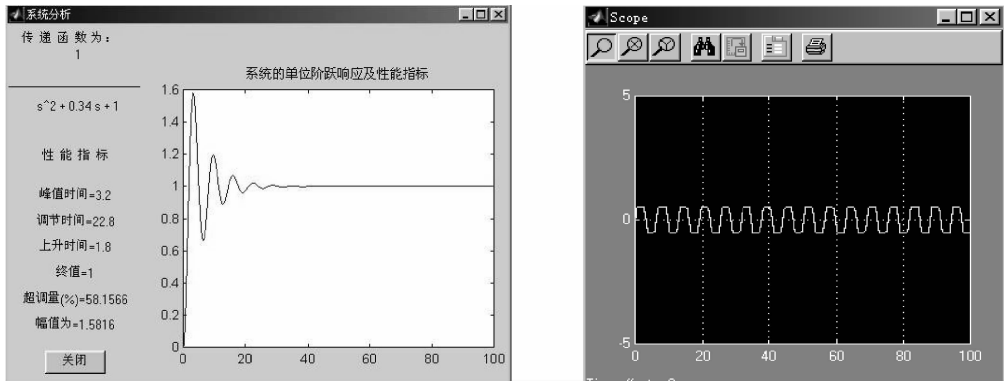 系统分析
传递函数为:
1
s^2 + 0.34 s + 1
性能指标
峰值时间=3.2
调节时间=22.8
上升时间=1.8
终值=1
超调量(%)=58.1566
幅值为=1.5816
关闭
系统的单位阶跃响应及性能指标
1.6
1.4
1.2
1
0.8
0.6
0.4
0.2
0
0 20 40 60 80 100
Scope
5
0
-5
0 20 40 60 80 100